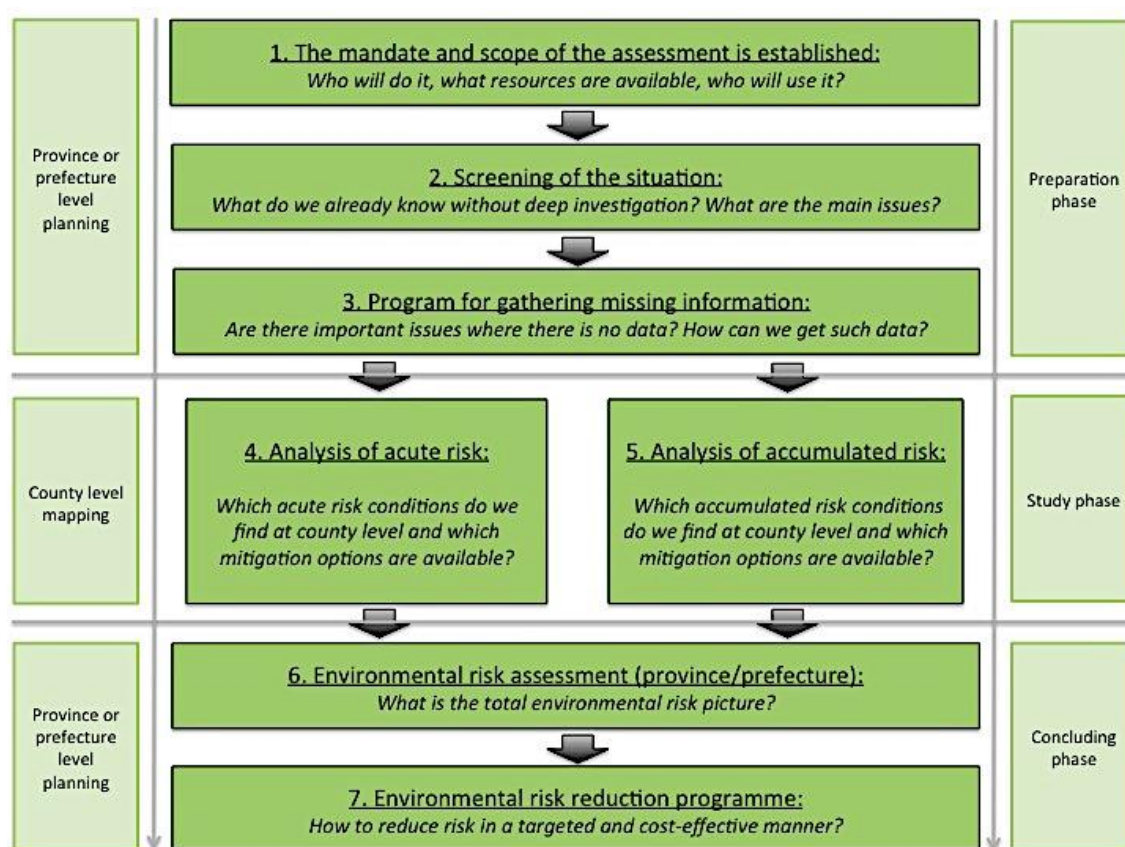 1. The mandate and scope of the assessment is established:
Who will do it, what resources are available, who will use it?
Province or
prefecture
level
planning
2. Screening of the situation:
What do we already know without deep investigation? What are the main issues?
Preparation
phase
3. Program for gathering missing information:
Are there important issues where there is no data? How can we get such data?
County level
mapping
4. Analysis of acute risk:
Which acute risk conditions do we
find at county level and which
mitigation options are available?
5. Analysis of accumulated risk:
Which accumulated risk conditions
do we find at county level and which
mitigation options are available?
Study phase
6. Environmental risk assessment (province/prefecture):
What is the total environmental risk picture?
Province or
prefecture
level
planning
Concluding
phase
7. Environmental risk reduction programme:
How to reduce risk in a targeted and cost-effective manner?